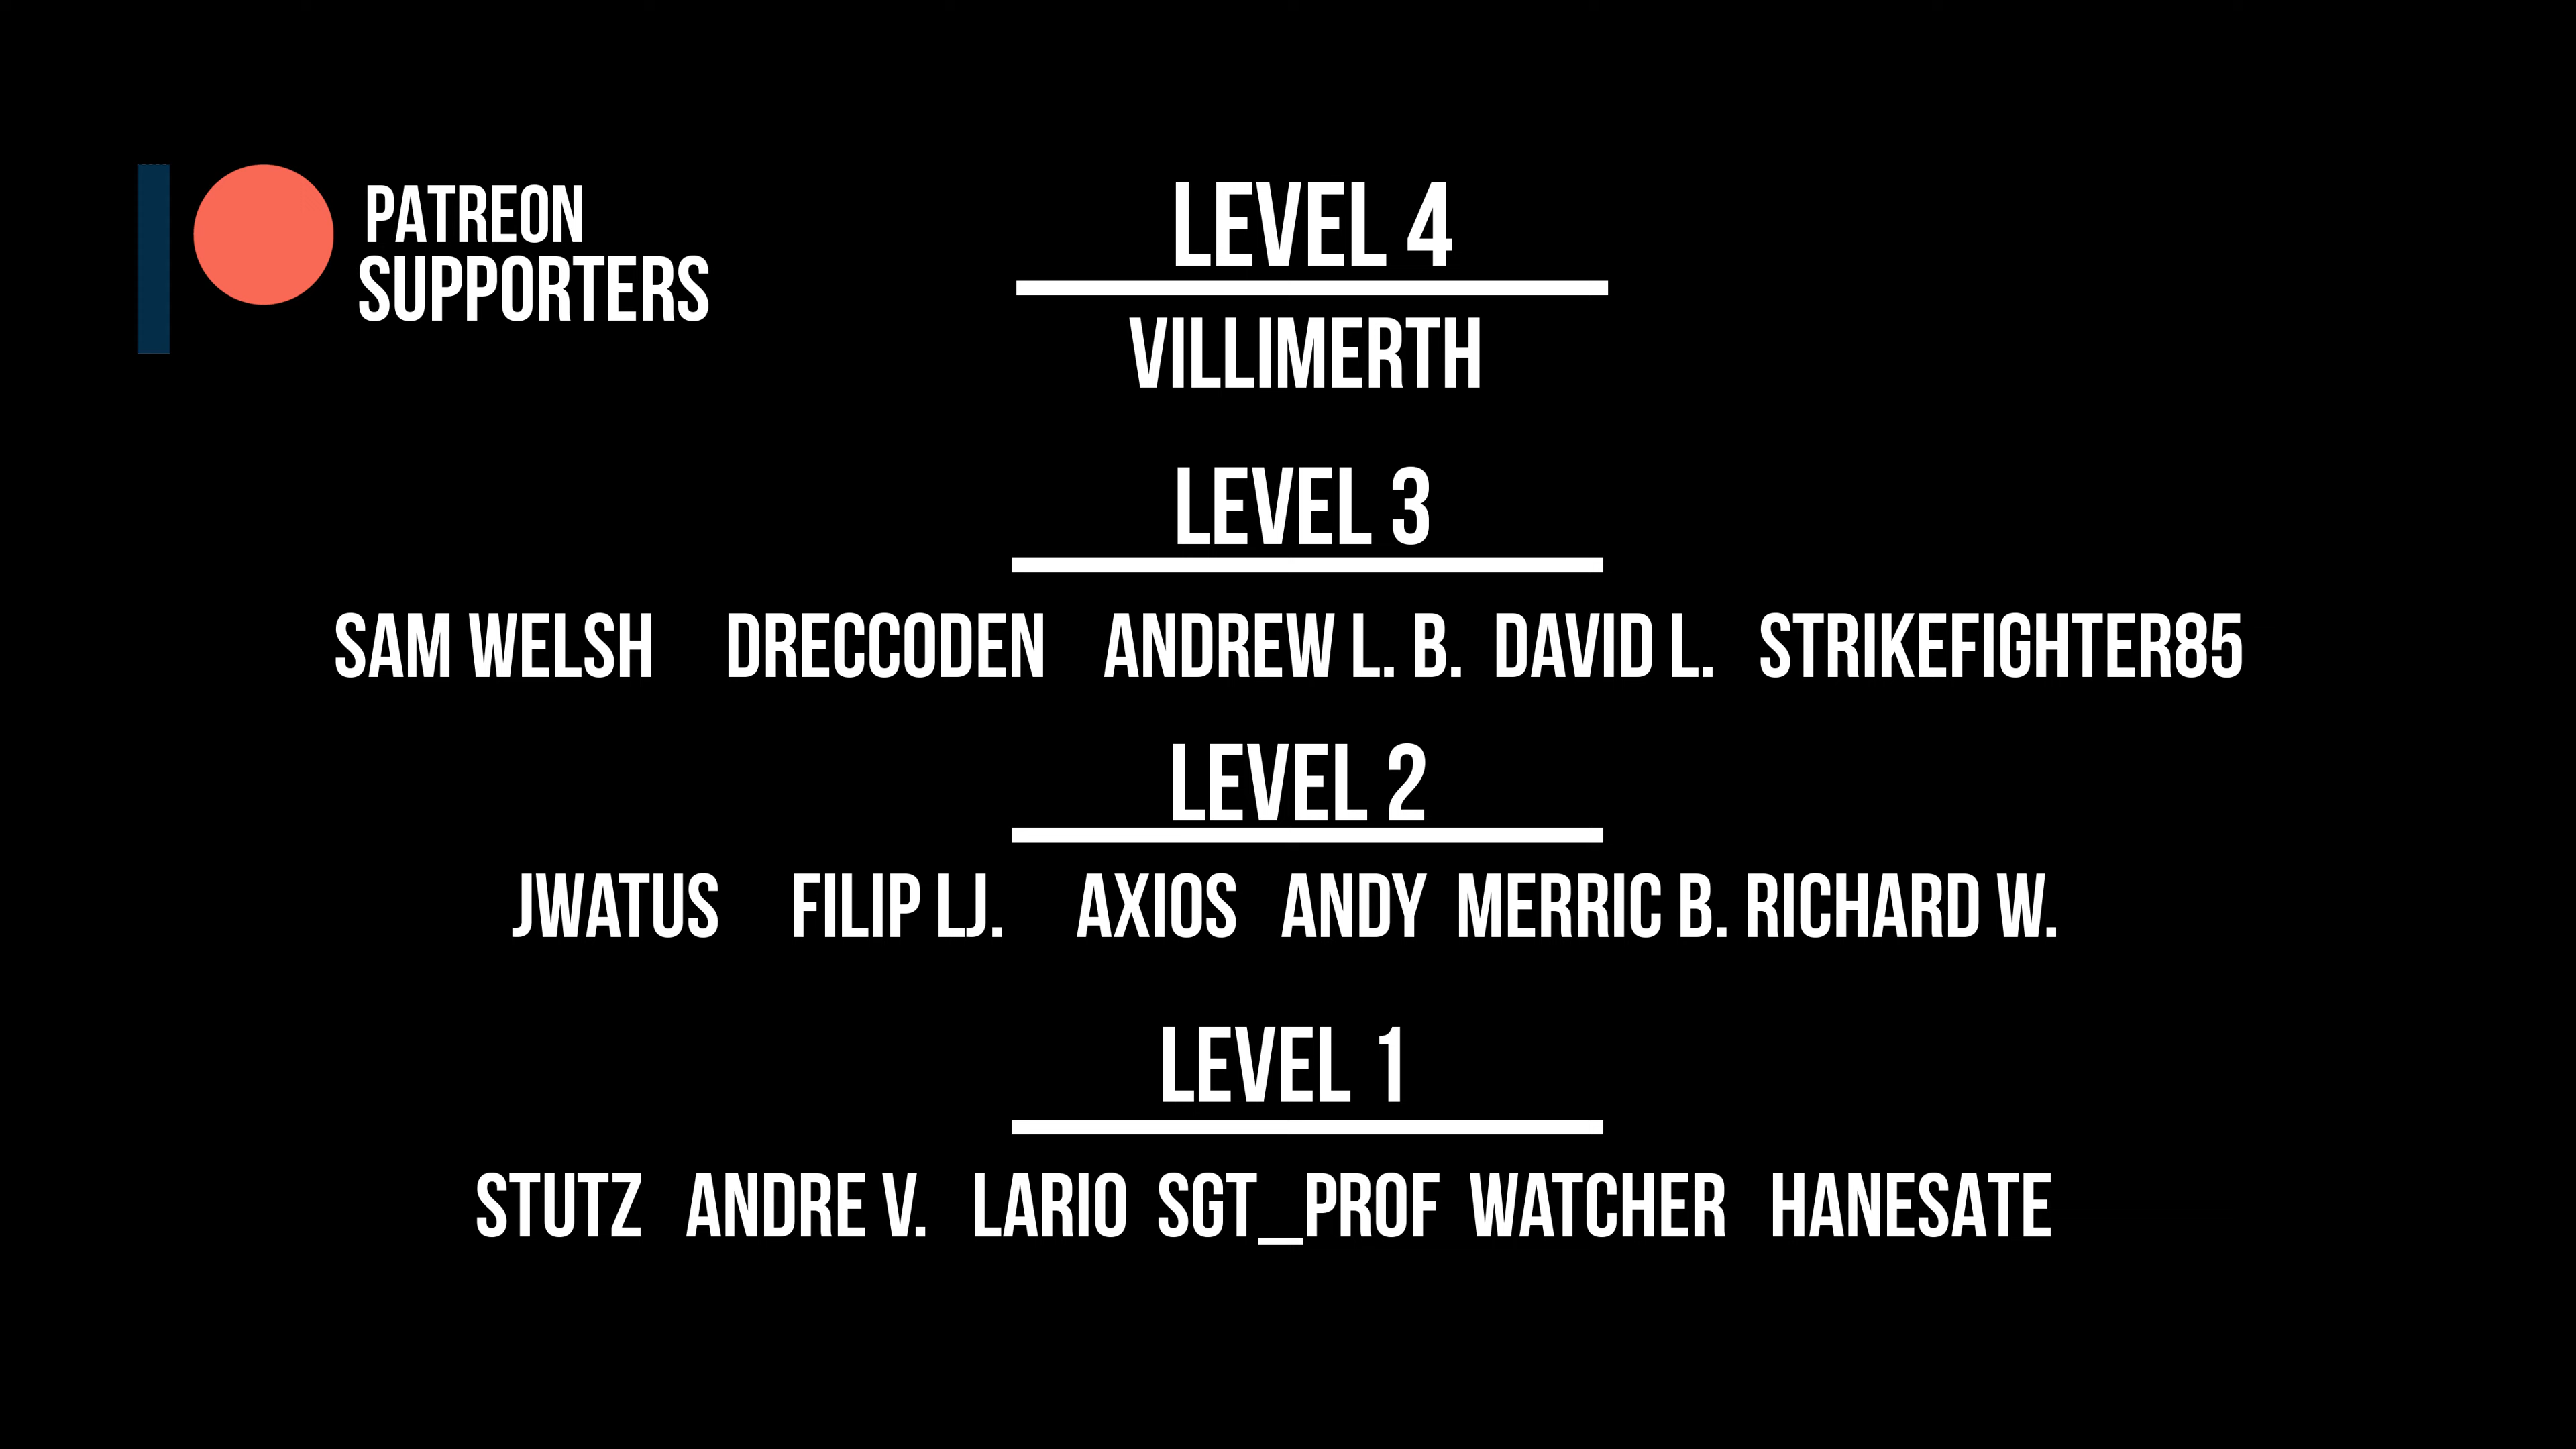 PATREON
SUPPORTERS
LEVEL 4
VILLIMERTH
LEVEL 3
SAM WELSH DRECCODEN ANDREW L. B. DAVID L. STRIKEFIGHTER85
LEVEL 2
JWATUS FILIP LJ. AXIOS ANDY MERRIC B. RICHARD W.
LEVEL 1
STUTZ ANDRE V. LARIO SGT_PROF WATCHER HANESATE